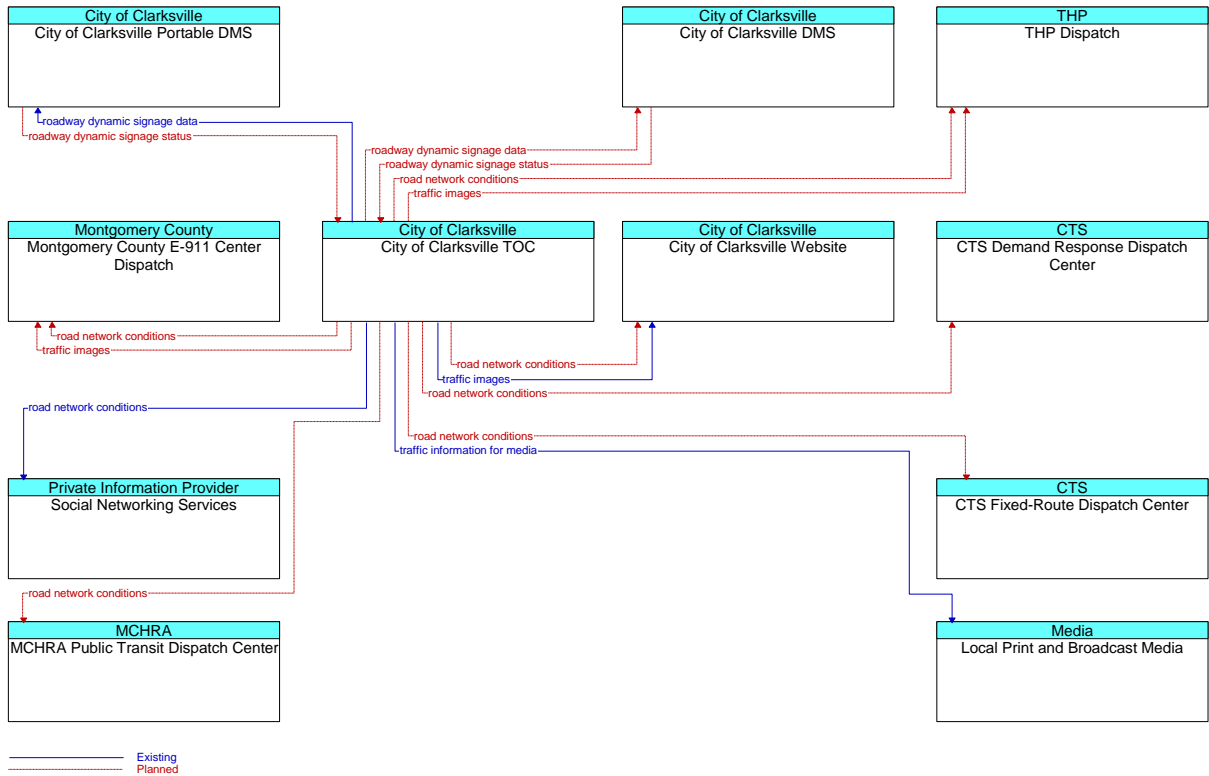 City of Clarksville
City of Clarksville Portable DMS
City of Clarksville
City of Clarksville DMS
THP
THP Dispatch
roadway dynamic signage data
roadway dynamic signage status
roadway dynamic signage data
roadway dynamic signage status
road network conditions
traffic images
Montgomery County
Montgomery County E-911 Center
Dispatch
City of Clarksville
City of Clarksville TOC
City of Clarksville
City of Clarksville Website
CTS
CTS Demand Response Dispatch
Center
road network conditions
traffic images
road network conditions
traffic images
road network conditions
road network conditions
road network conditions
traffic information for media
Private Information Provider
Social Networking Services
CTS
CTS Fixed-Route Dispatch Center
road network conditions
MCHRA
MCHRA Public Transit Dispatch Center
Media
Local Print and Broadcast Media
Existing
Planned